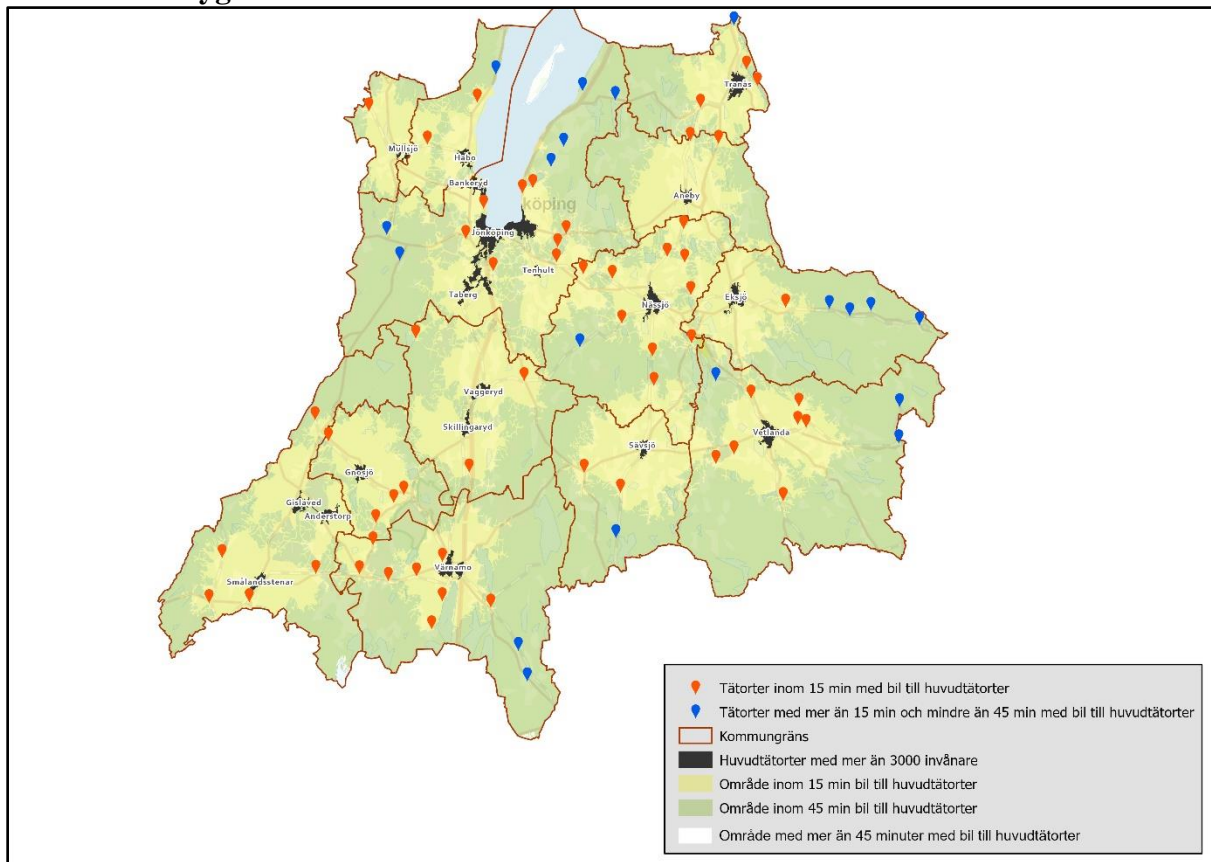 Tranås
Mullsjö
Habo
Bankeryd
Aneby
köping
Jönköping
Tenhult
Taberg
Nässjö
Eksjö
Vaggeryd
Skillingaryd
Sävsjö
Vetlanda
Gnosjö
Gislaved
Anderstorp
Värnamo
Smålandsstenar
Tätorter inom 15 min med bil till huvudtätorter
Tätorter med mer än 15 min och mindre än 45 min med bil till huvudtätorter
Kommungräns
Huvudtätorter med mer än 3000 invånare
Område inom 15 min bil till huvudtätorter
Område inom 45 min bil till huvudtätorter
Område med mer än 45 minuter med bil till huvudtätorter